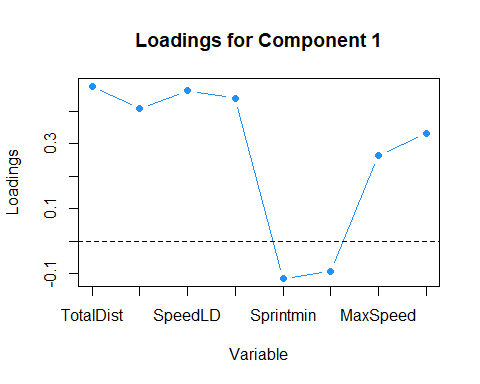 Loadings for Component 1
Loadings
0.3
0.1
-0.1
TotalDist SpeedLD Sprintmin MaxSpeed
Variable